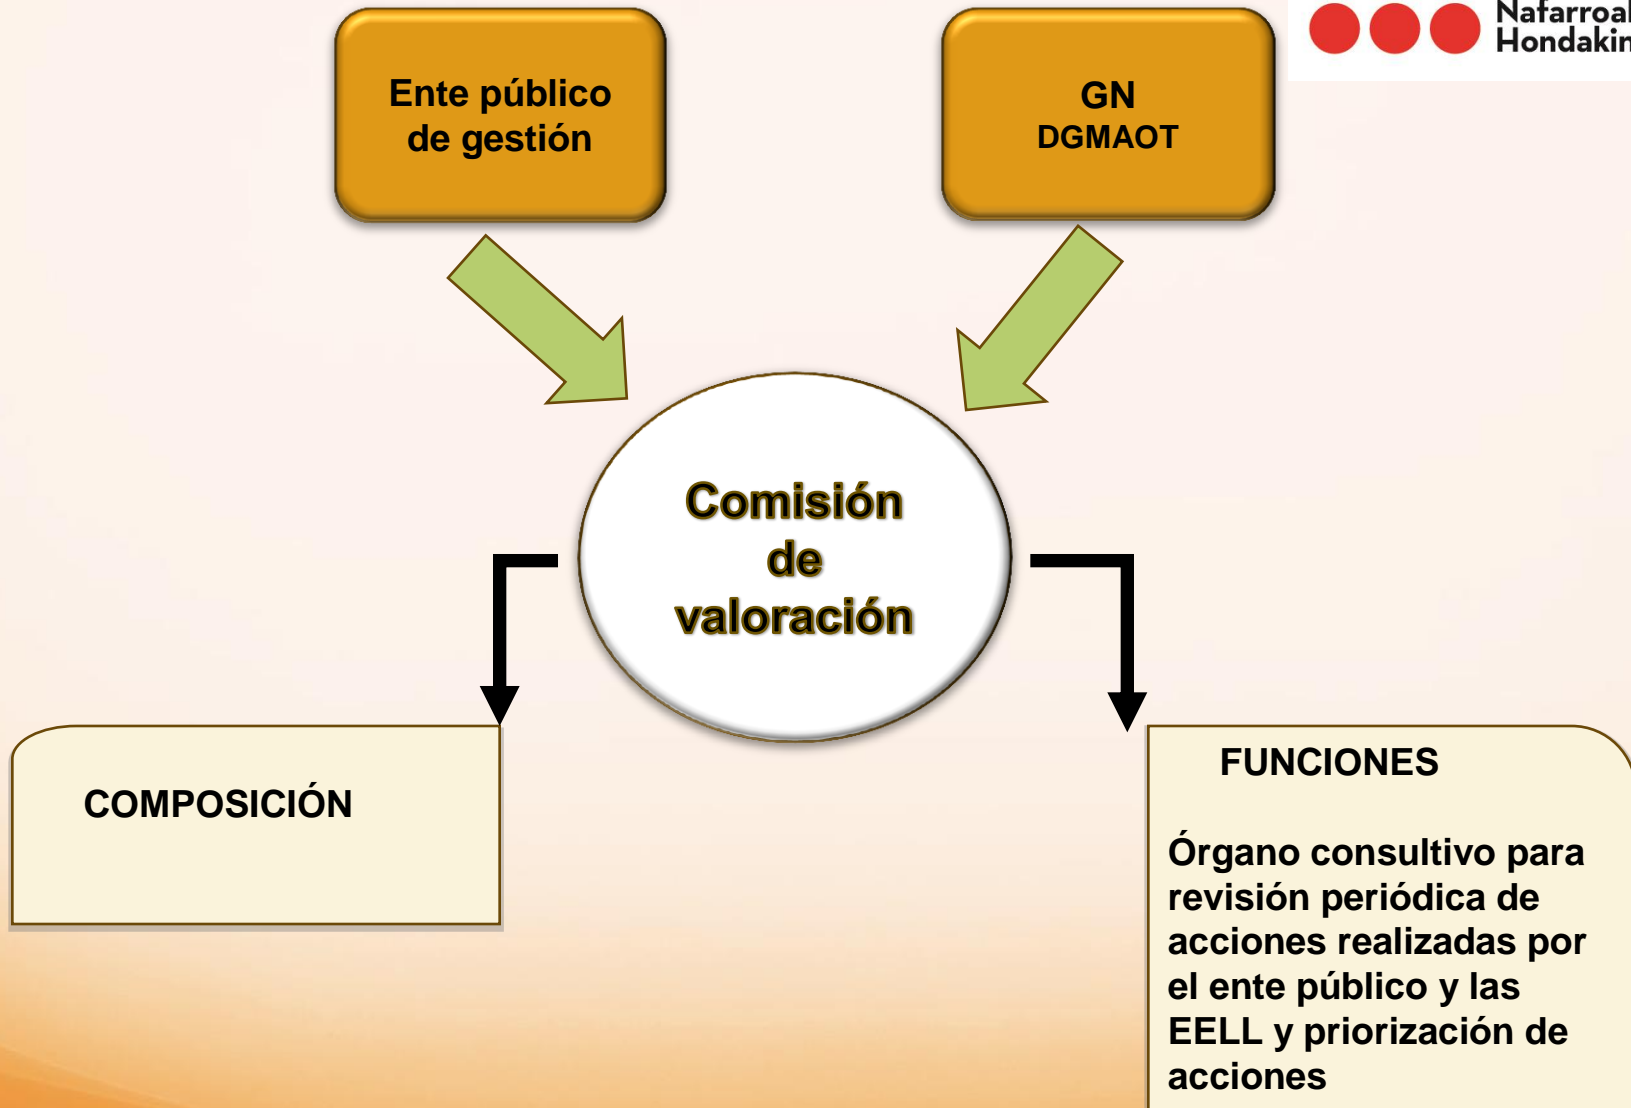 Ente público
de gestión
GN
DGMAOT
Hondakin
Comisión
de
valoración
COMPOSICIÓN
FUNCIONES
Órgano consultivo para
revisión periódica de
acciones realizadas por
el ente público y las
EELL y priorización de
acciones